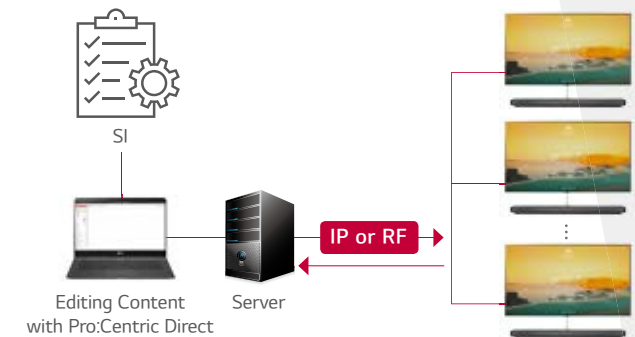 SI
IP or RF
Editing Content
with Pro:Centric Direct
Server